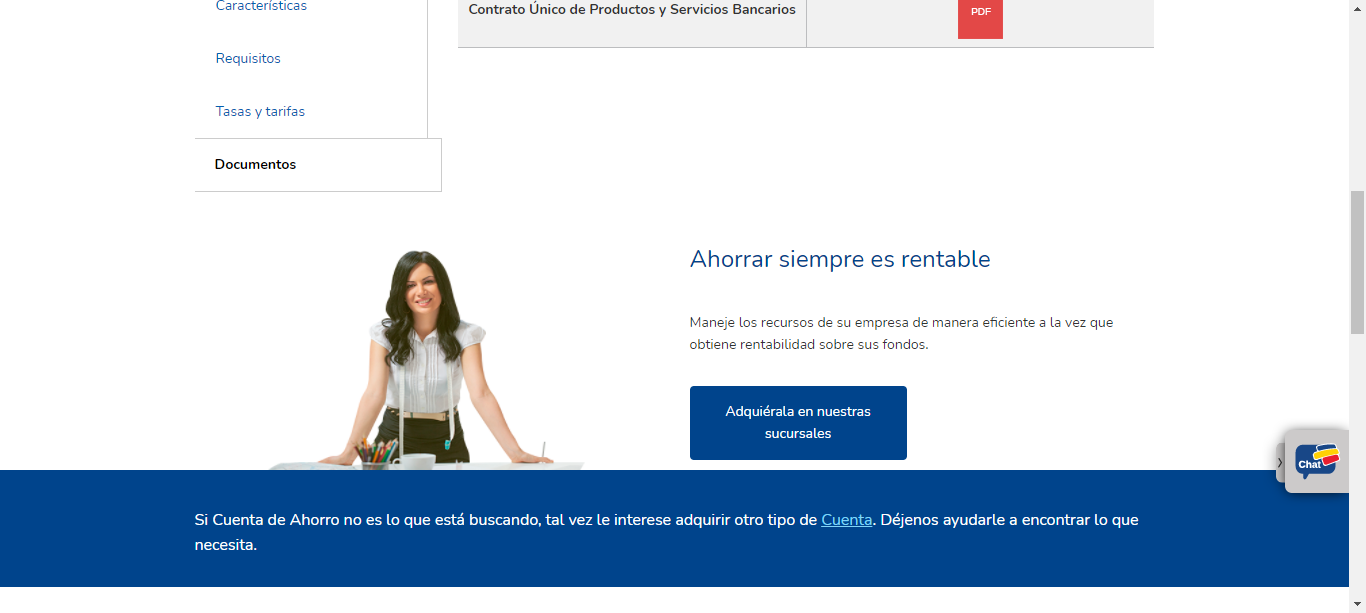 Características
Contrato Único de Productos y Servicios Bancarios
PDF
Requisitos
Tasas y tarifas
Documentos
Ahorrar siempre es rentable
Maneje los recursos de su empresa de manera eficiente a la vez que
obtiene rentabilidad sobre sus fondos.
Adquiérala en nuestras
sucursales
Chat
Si Cuenta de Ahorro no es lo que está buscando, tal vez le interese adquirir otro tipo de Cuenta. Déjenos ayudarle a encontrar lo que
necesita.